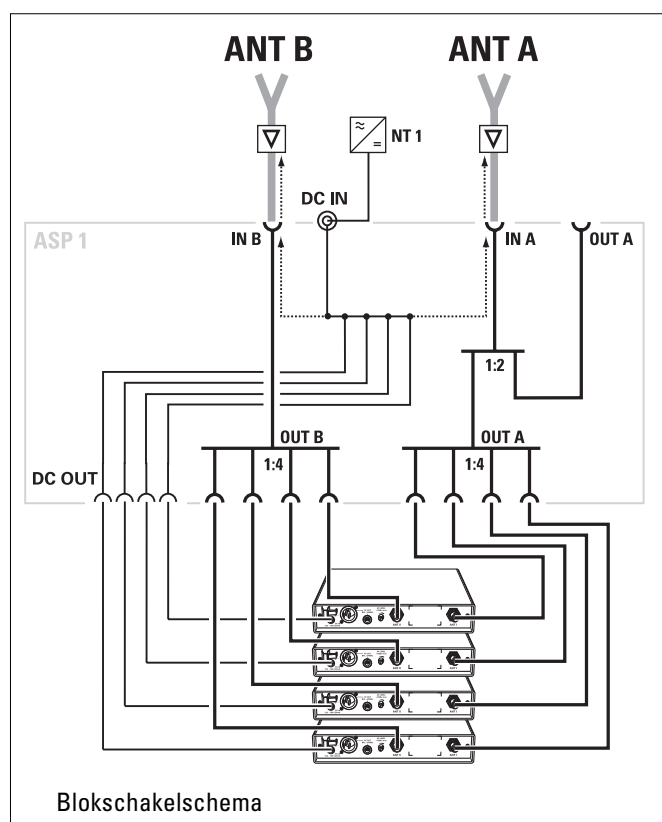 ANT B
ANT A
NT 1
DC IN
ASP 1
IN B
IN A
OUT A
1:2
OUT B
OUT A
1:4
1:4
DC OUT
Blokschakelschema